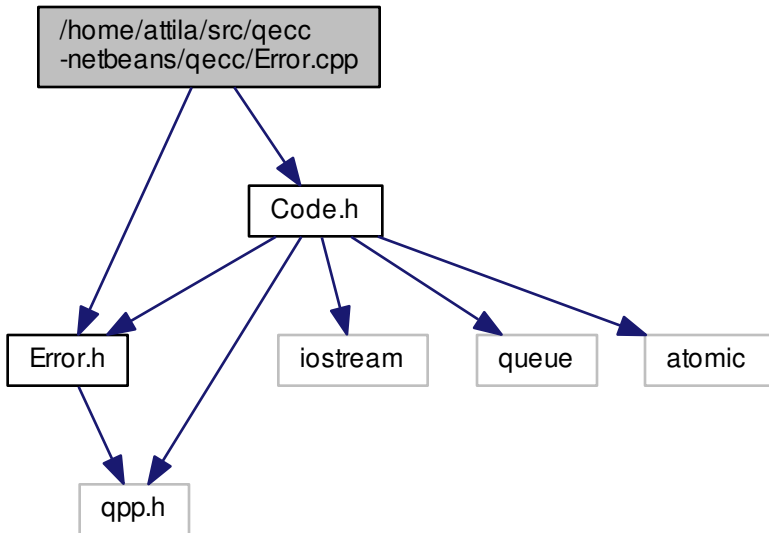 /home/attila/src/qecc
-netbeans/qecc/Error.cpp
Code.h
Error.h
iostream
queue
atomic
qpp.h